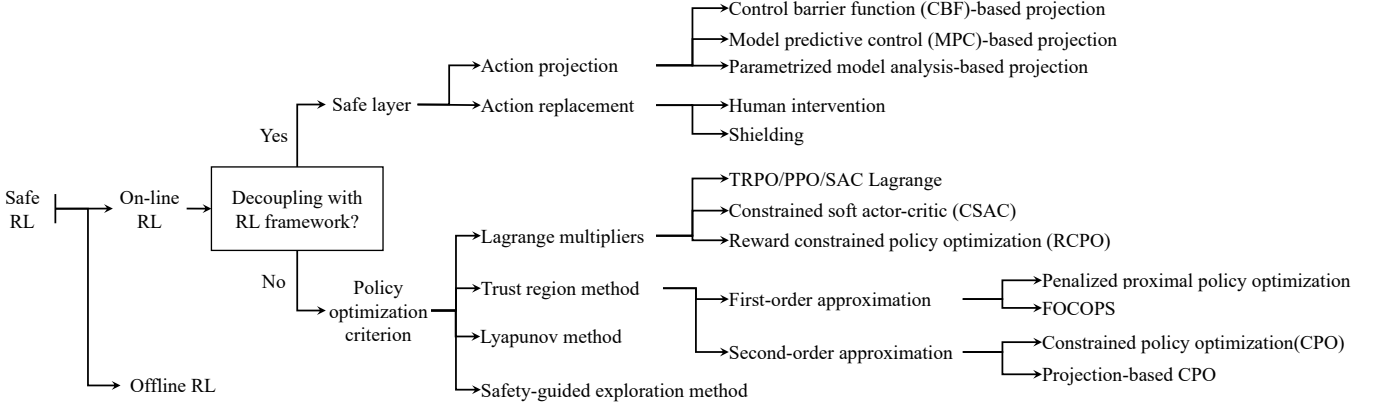 Control barrier function (CBF)-based projection
Model predictive control (MPC)-based projection
Action projection
Parametrized model analysis-based projection
Safe layer
Action replacement
Human intervention
Yes
Shielding
Safe
RL
On-line
RL
Decoupling with
RL framework?
TRPO/PPO/SAC Lagrange
Constrained soft actor-critic (CSAC)
Lagrange multipliers
Reward constrained policy optimization (RCPO)
No
Policy
optimization
criterion
Trust region method
First-order approximation
Penalized proximal policy optimization
FOCOPS
Lyapunov method
Second-order approximation
Constrained policy optimization(CPO)
Projection-based CPO
Offline RL
Safety-guided exploration method